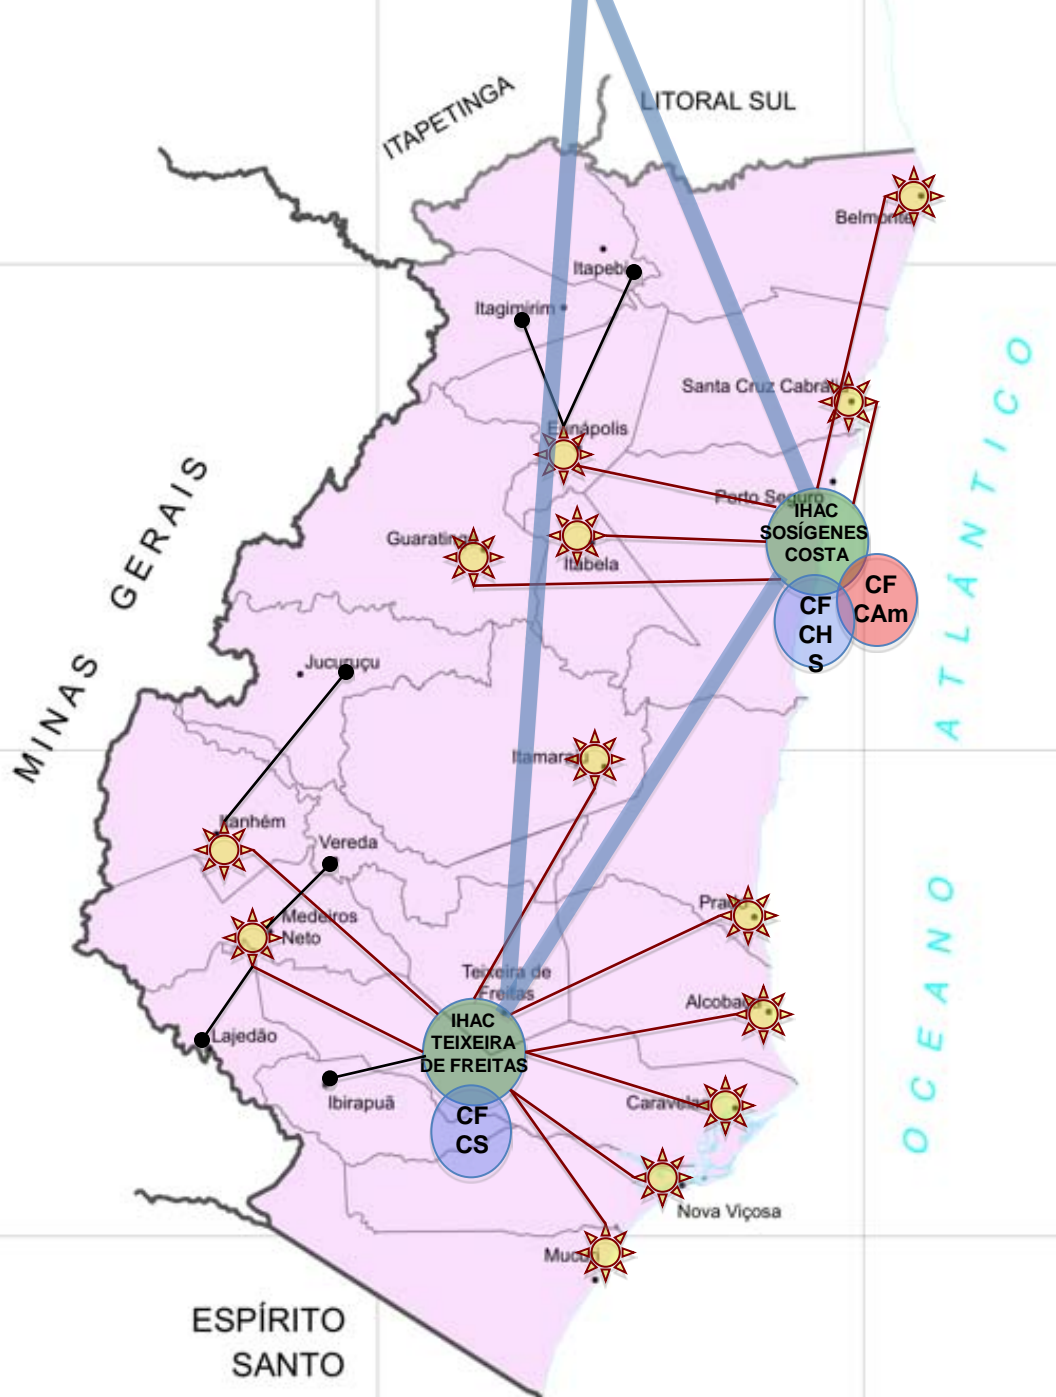 ITAPETINGA
LITORAL SUL
Belmonte
Itapebi
Itagimirim
Santa Cruz Cabrália
Eunápolis
Porto Seguro
IHAC
SOSÍGENES
COSTA
Guaratinga
Itabela
CF
CAm
CF
CH
S
MINAS GERAIS
OCEANO ATLÂNTICO
Jucuruçu
Itamaraju
Itanhém
Vereda
Prado
Medeiros
Neto
Teixeira de
Freitas
Alcobaça
IHAC
TEIXEIRA
DE FREITAS
Lajedão
Ibirapuã
Caravelas
CF
CS
Nova Viçosa
Mucuri
ESPÍRITO
SANTO